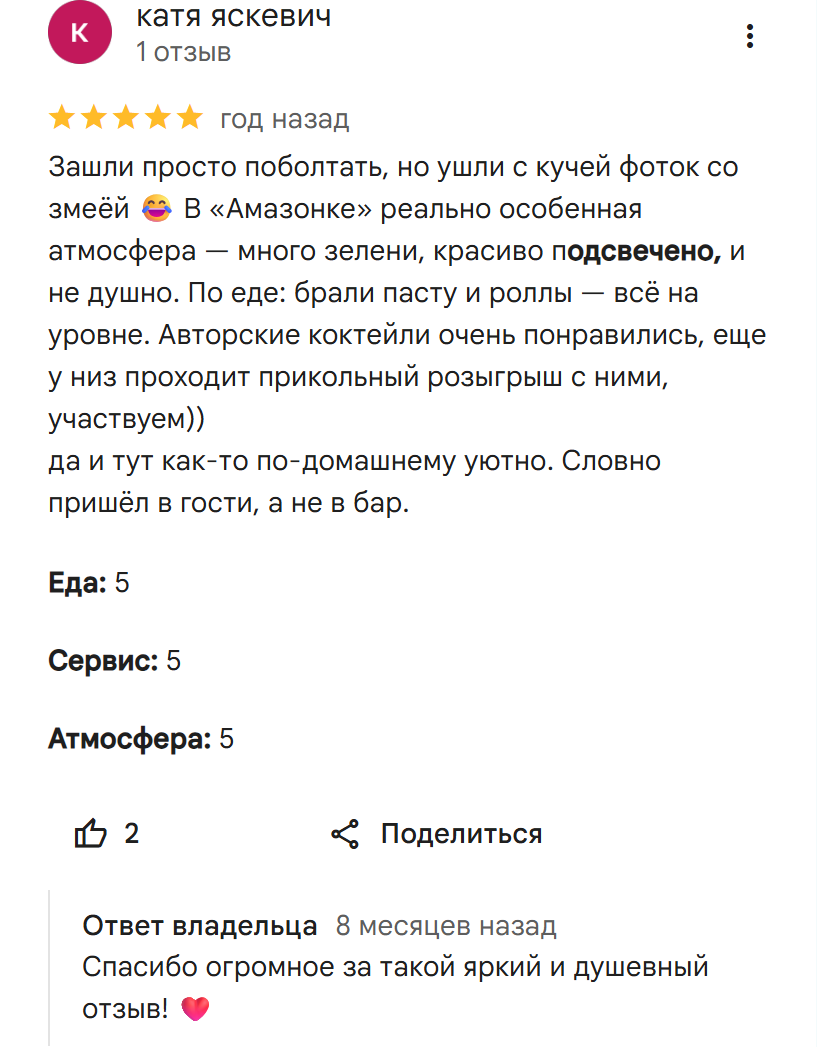 К
катя яскевич
1 отзыв
год назад
Зашли просто поболтать, но ушли с кучей фоток со
змеёй 😂 В «Амазонке» реально особенная
атмосфера — много зелени, красиво подсвечено, и
не душно. По еде: брали пасту и роллы — всё на
уровне. Авторские коктейли очень понравились, еще
у низ проходит прикольный розыгрыш с ними,
участвуем))
да и тут как-то по-домашнему уютно. Словно
пришёл в гости, а не в бар.
Еда: 5
Сервис: 5
Атмосфера: 5
2 Поделиться
Ответ владельца 8 месяцев назад
Спасибо огромное за такой яркий и душевный
отзыв! ❤️